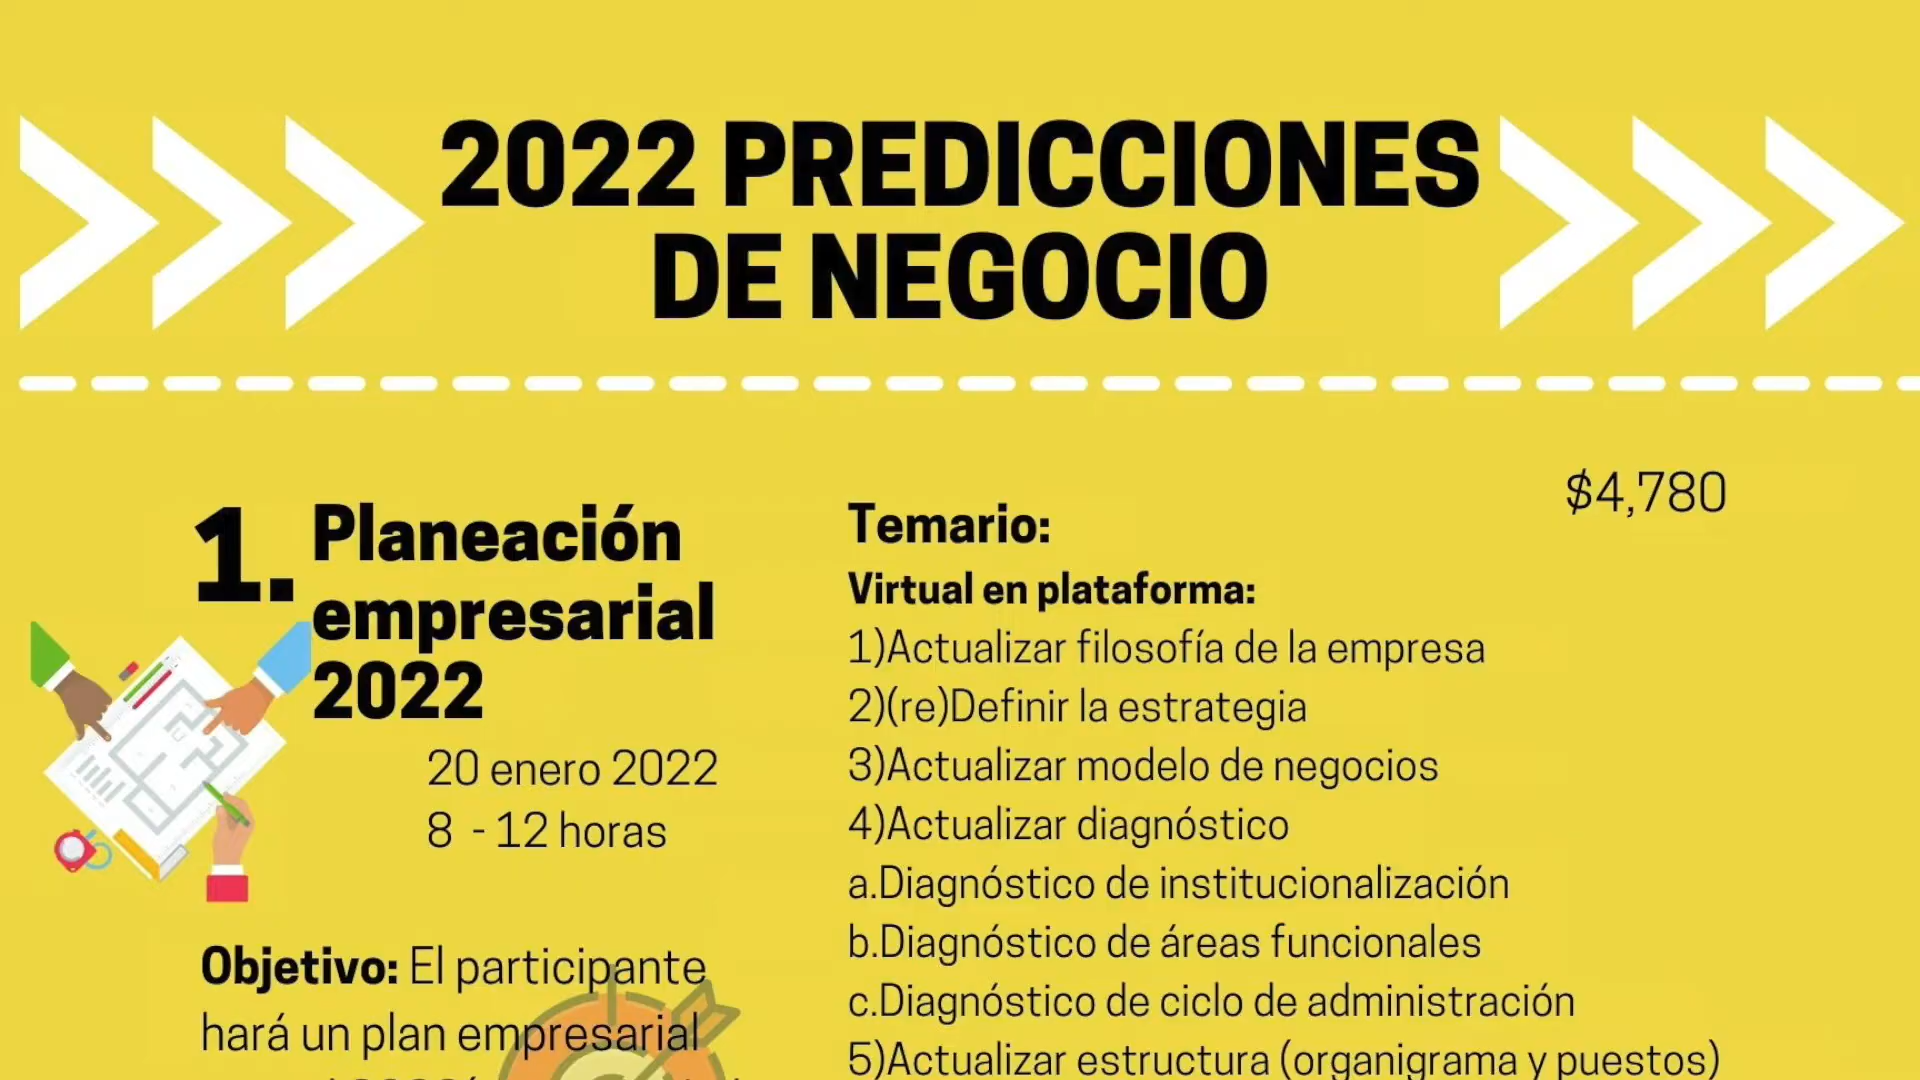 2022 PREDICCIONES
DE NEGOCIO
1. Planeación
empresarial
2022
20 enero 2022
8 - 12 horas
Objetivo: El participante
hará un plan empresarial
$4,780
Temario:
Virtual en plataforma:
1)Actualizar filosofía de la empresa
2)(re)Definir la estrategia
3)Actualizar modelo de negocios
4)Actualizar diagnóstico
a.Diagnóstico de institucionalización
b.Diagnóstico de áreas funcionales
c.Diagnóstico de ciclo de administración
5)Actualizar estructura (organigrama y puestos)